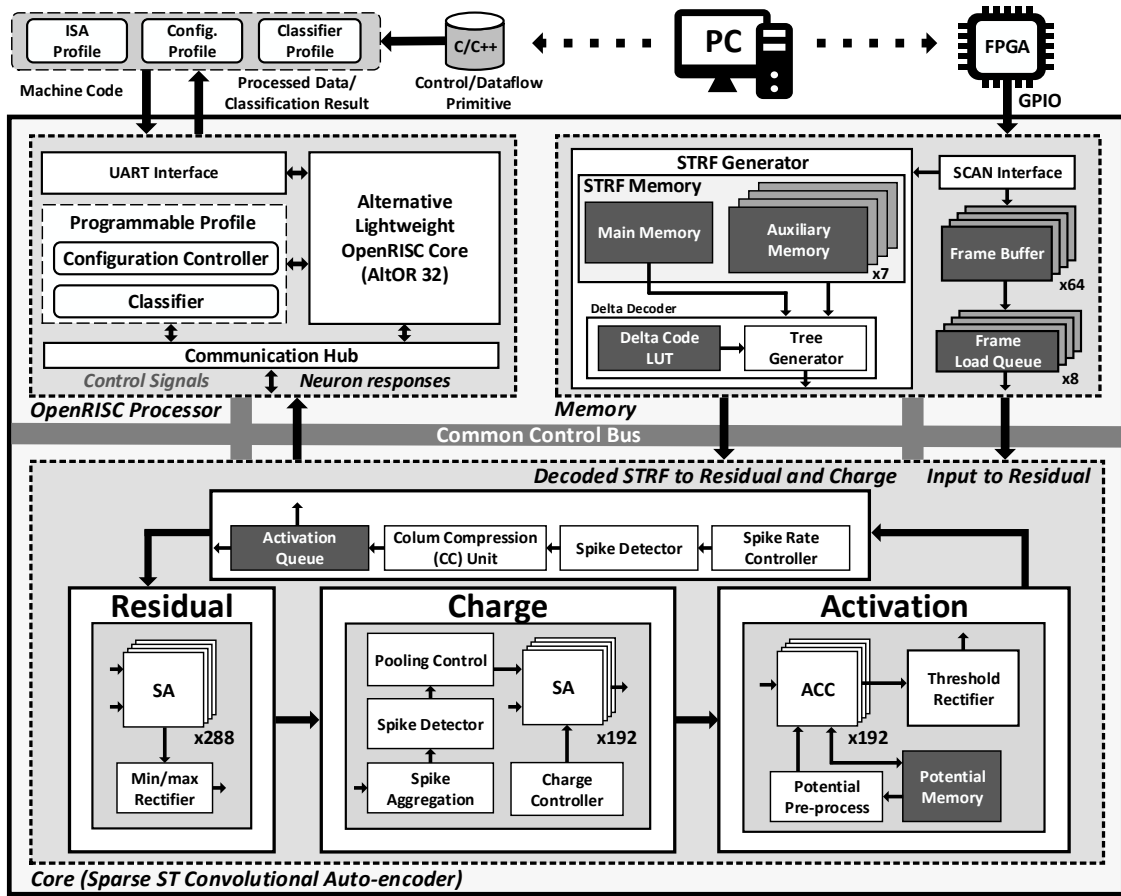 ISA
Profile
Config.
Profile
Classifier
Profile
C/C++
PC
FPGA
Machine Code
Processed Data/
Classification Result
Control/Dataflow
Primitive
GPIO
UART Interface
Programmable Profile
Configuration Controller
Classifier
Alternative
Lightweight
OpenRISC Core
(AltOR 32)
Communication Hub
Control Signals
Neuron responses
OpenRISC Processor
STRF Generator
STRF Memory
Main Memory
Auxiliary
Memory
x7
Delta Decoder
Delta Code
LUT
Tree
Generator
SCAN Interface
Frame Buffer
x64
Frame
Load Queue
x8
Memory
Common Control Bus
Decoded STRF to Residual and Charge
Input to Residual
Activation
Queue
Colum Compression
(CC) Unit
Spike Detector
Spike Rate
Controller
Residual
SA
x288
Min/max
Rectifier
Charge
Pooling Control
Spike Detector
Spike
Aggregation
SA
x192
Charge
Controller
Activation
ACC
x192
Threshold
Rectifier
Potential
Pre-process
Potential
Memory
Core (Sparse ST Convolutional Auto-encoder)